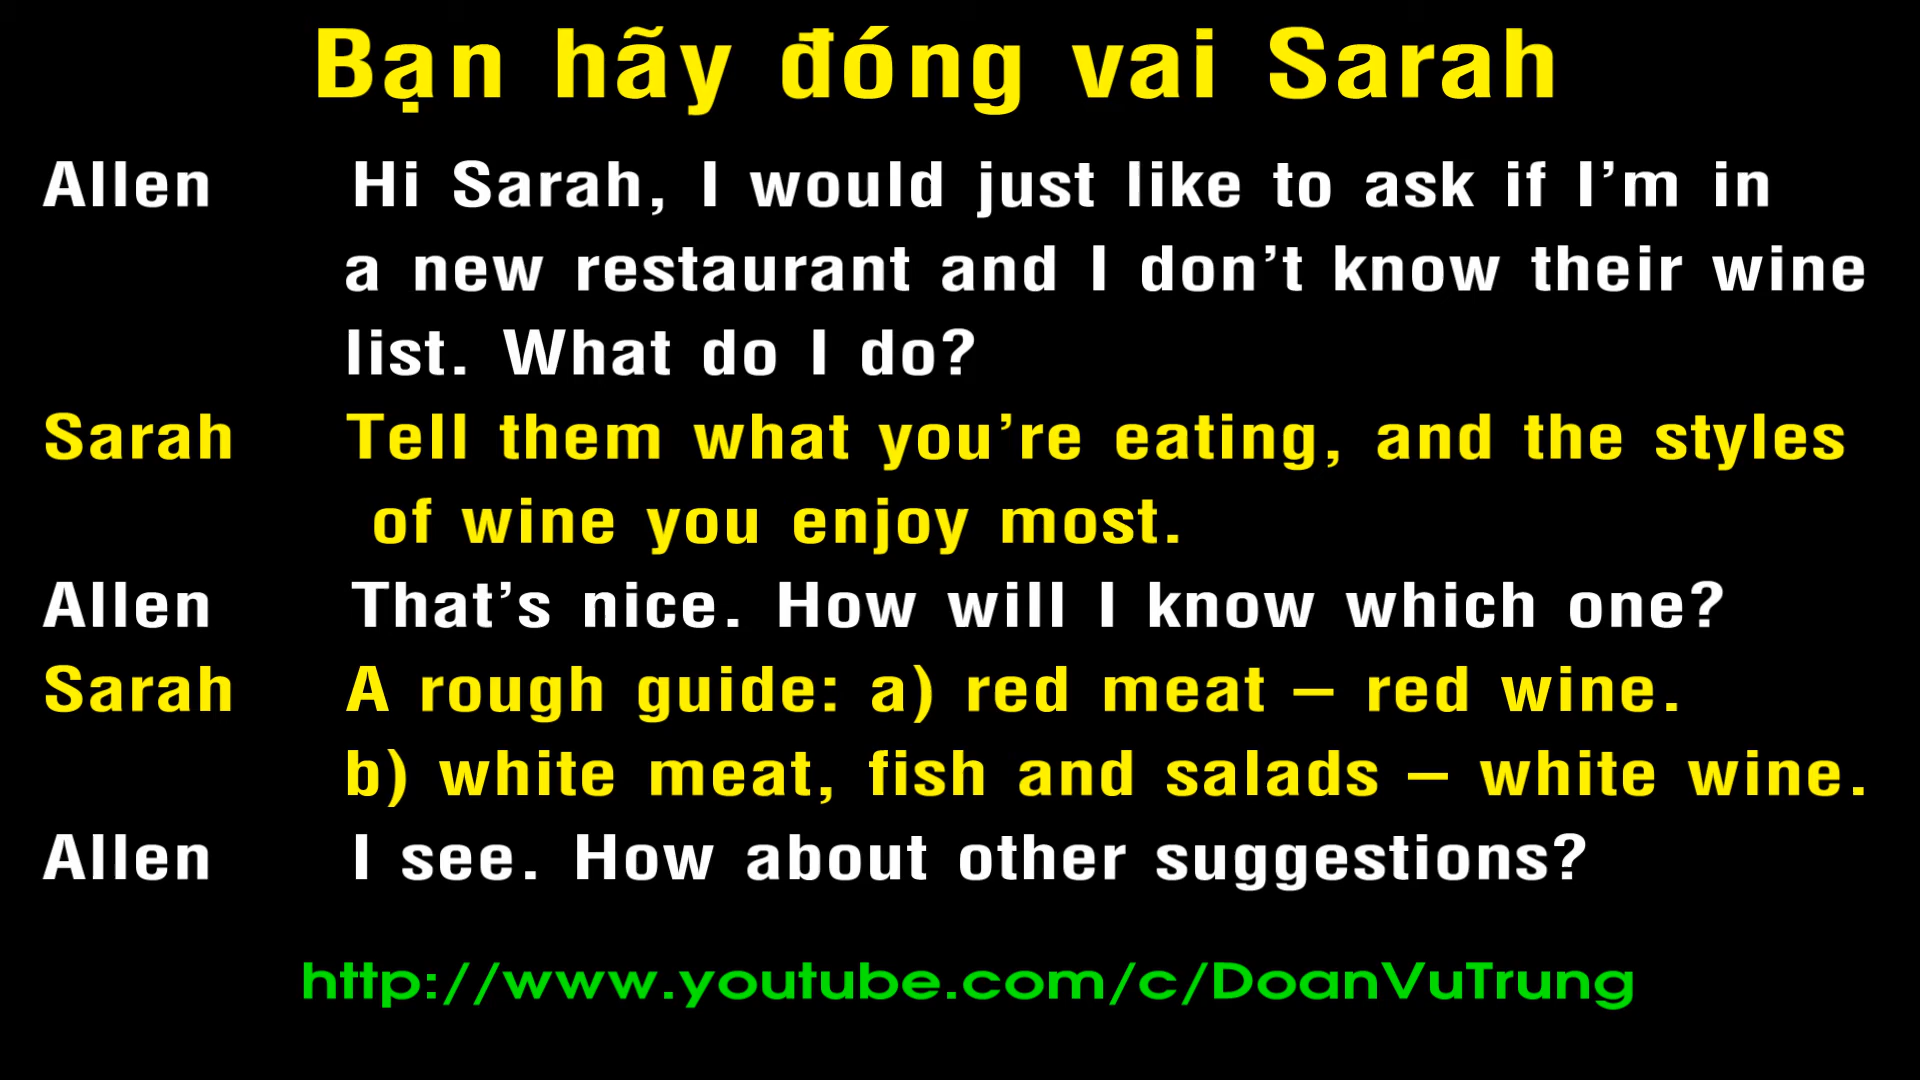 Bạn hãy đóng vai Sarah
Allen Hi Sarah, I would just like to ask if I’m in
a new restaurant and I don’t know their wine
list. What do I do?
Sarah Tell them what you’re eating, and the styles
of wine you enjoy most.
Allen That’s nice. How will I know which one?
Sarah A rough guide: a) red meat – red wine.
b) white meat, fish and salads – white wine.
Allen I see. How about other suggestions?
http://www.youtube.com/c/DoanVuTrung